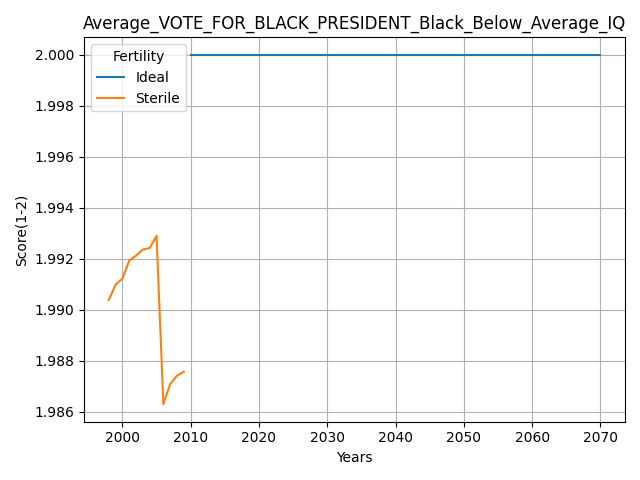 Average_VOTE_FOR_BLACK_PRESIDENT_Black_Below_Average_IQ
Fertility
Ideal
Sterile
2.000
1.998
1.996
1.994
1.992
1.990
1.988
1.986
Score(1-2)
2000 2010 2020 2030 2040 2050 2060 2070
Years